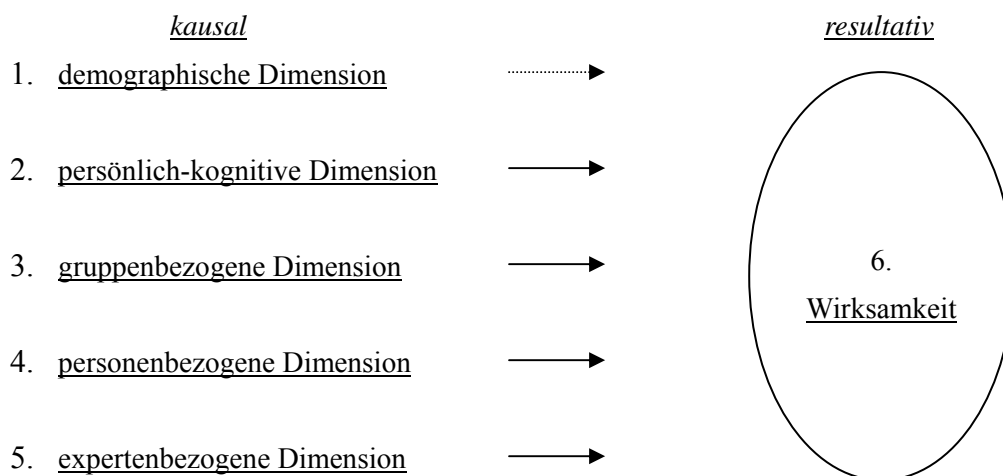 kausal resultativ
1. demographische Dimension
2. persönlich-kognitive Dimension
3. gruppenbezogene Dimension
6.
Wirksamkeit
4. personenbezogene Dimension
5. expertenbezogene Dimension